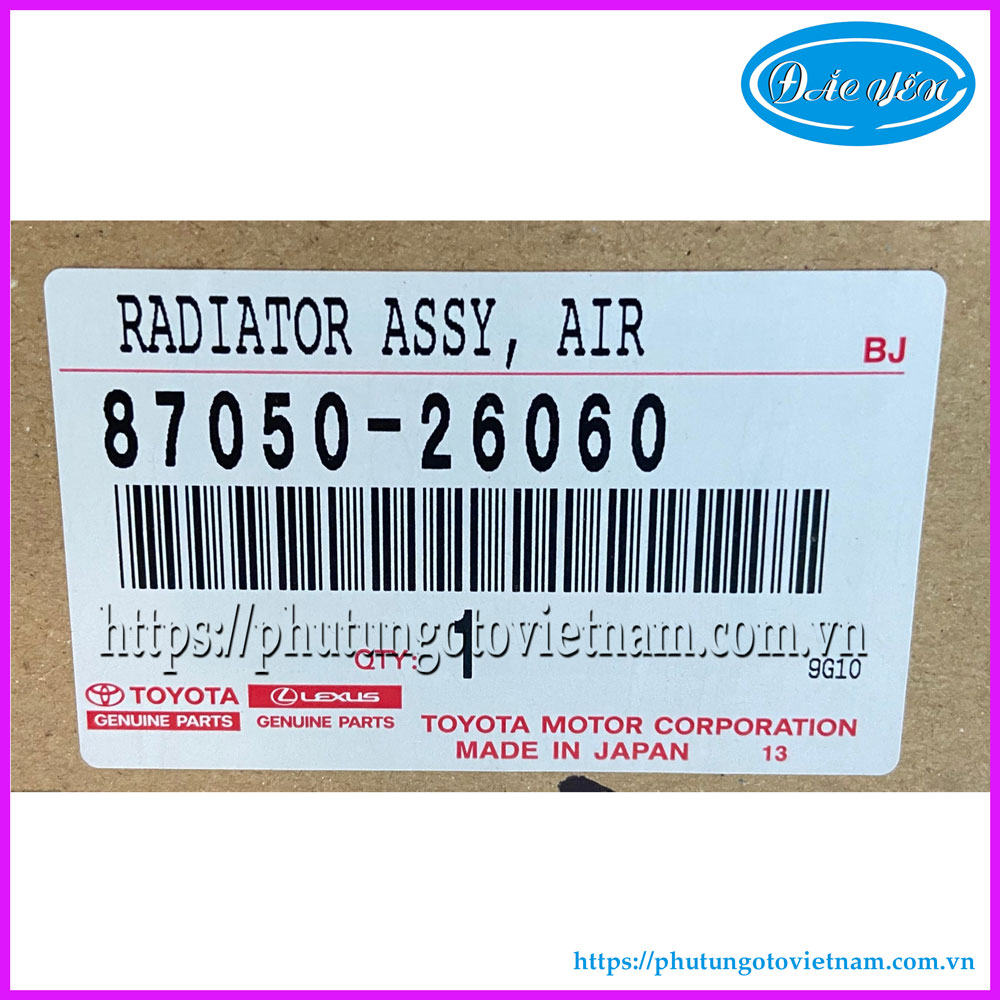 ĐẮC YẾN
RADIATOR ASSY, AIR
BJ
87050-26060
https://phutungotovietnam.com.vn
QTY: 1
9G10
TOYOTA
GENUINE PARTS
LEXUS
GENUINE PARTS
TOYOTA MOTOR CORPORATION
MADE IN JAPAN 13
https://phutungotovietnam.com.vn